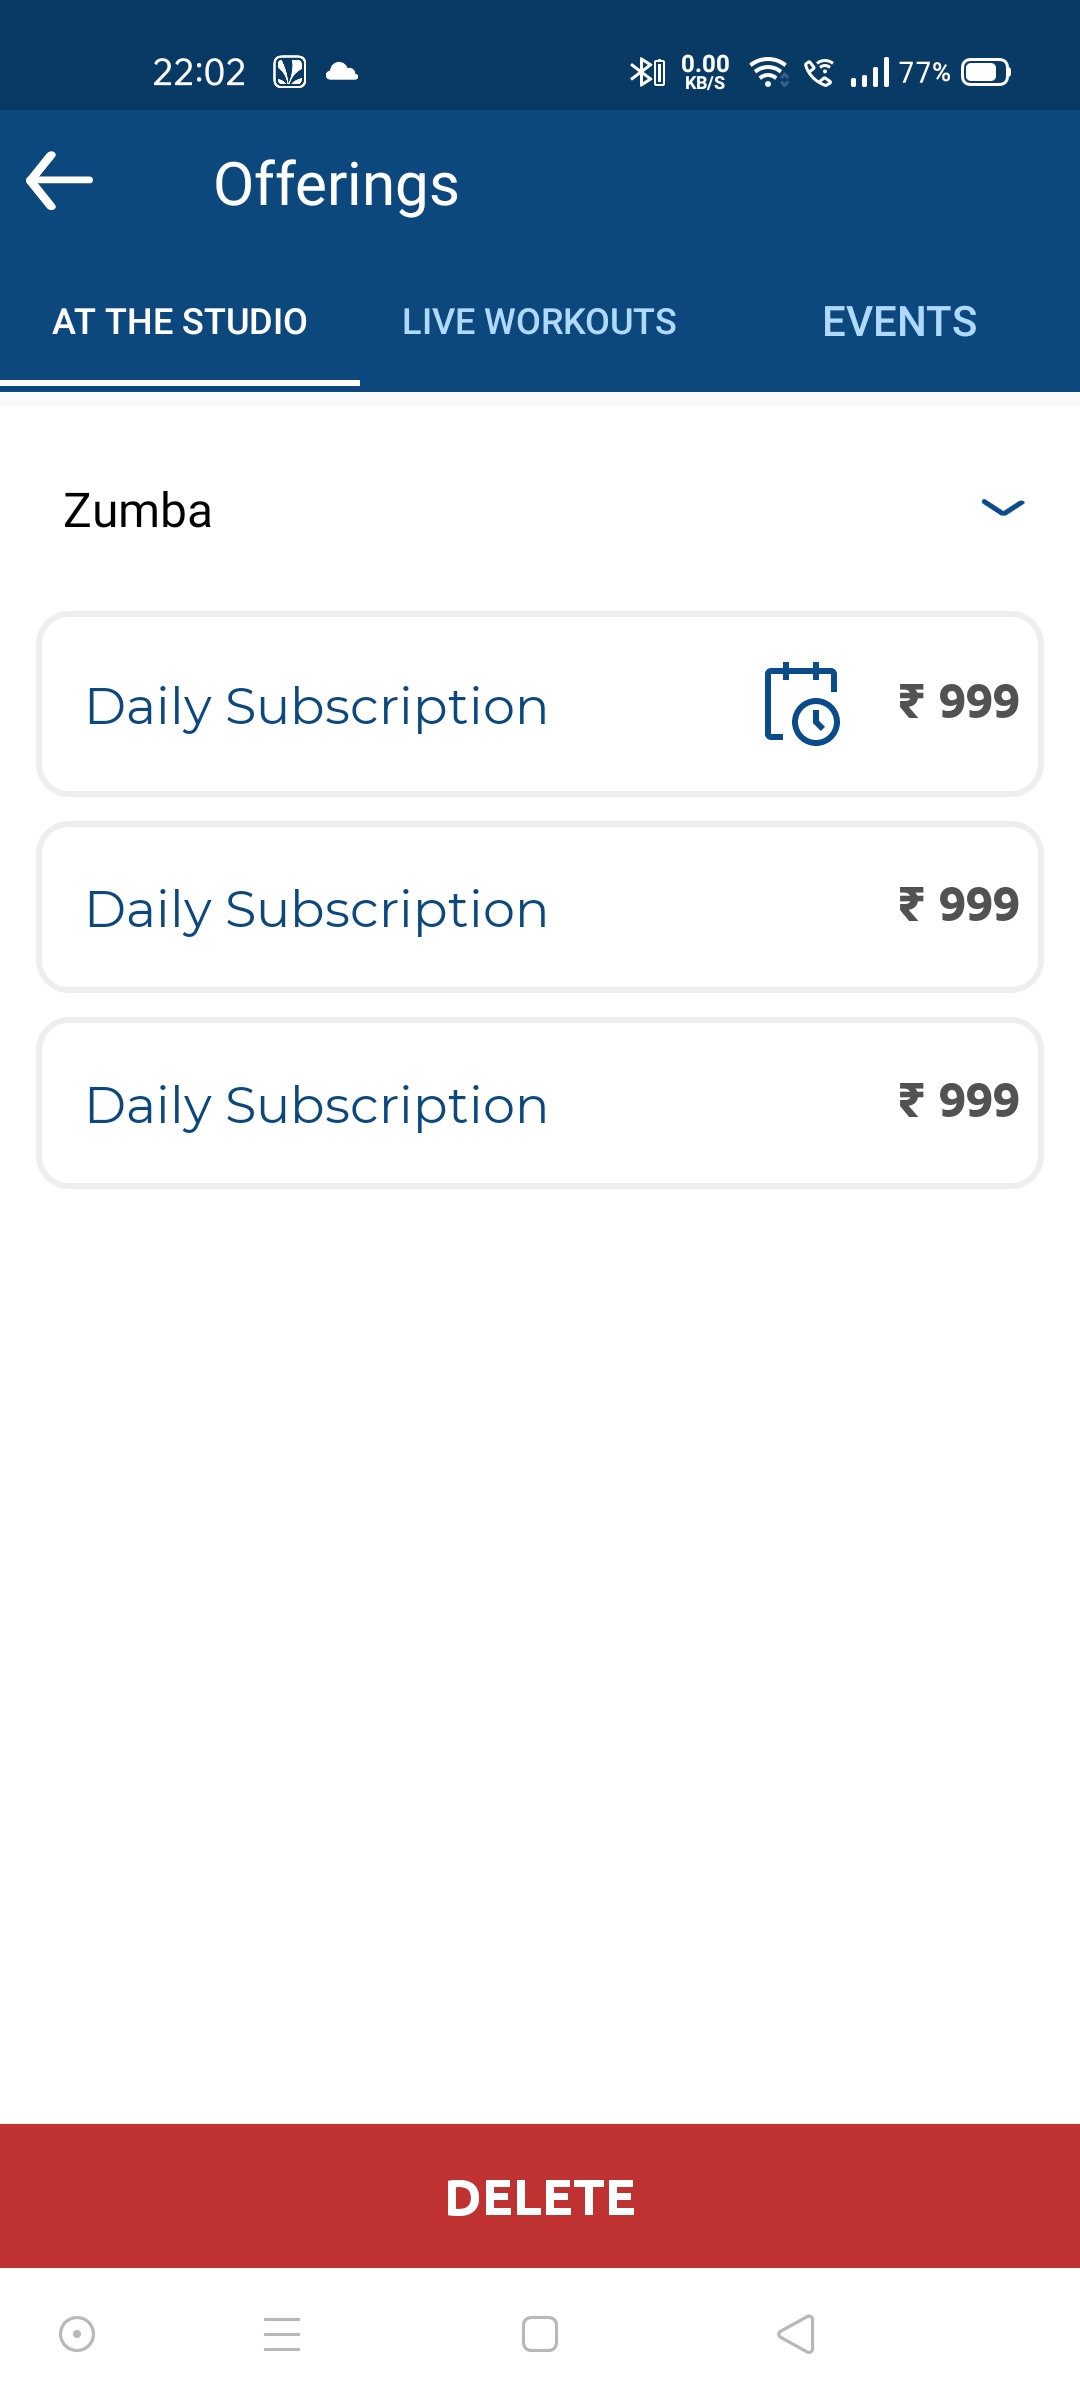 22:02 0.00 KB/S 77%
Offerings
AT THE STUDIO LIVE WORKOUTS EVENTS
Zumba
Daily Subscription ₹ 999
Daily Subscription ₹ 999
Daily Subscription ₹ 999
DELETE